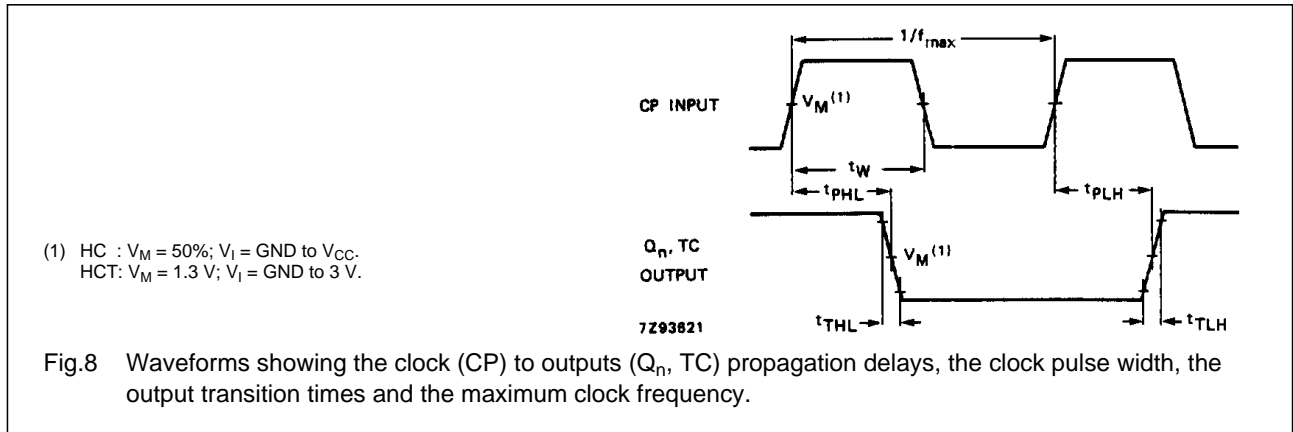 1/fmax
CP INPUT
VM(1)
tW
tPHL
tPLH
Qn, TC
OUTPUT
VM(1)
(1) HC : VM = 50%; VI = GND to VCC.
HCT: VM = 1.3 V; VI = GND to 3 V.
7Z93621
tTHL
tTLH
Fig.8 Waveforms showing the clock (CP) to outputs (Qn, TC) propagation delays, the clock pulse width, the
output transition times and the maximum clock frequency.